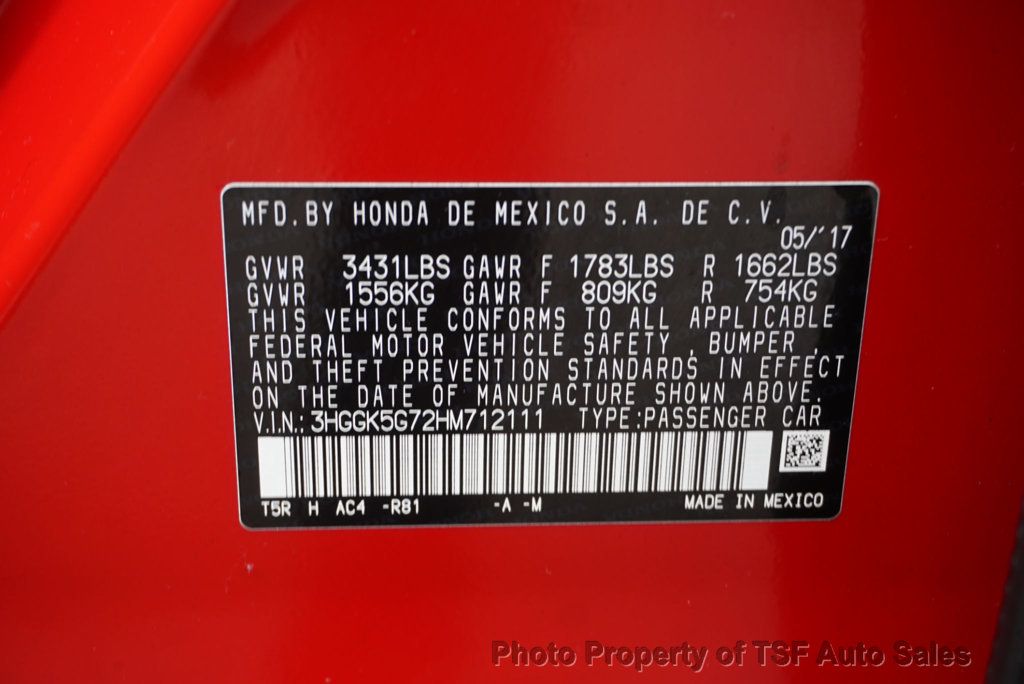 MFD.BY HONDA DE MEXICO S.A. DE C.V.
05/'17
GVWR 3431LBS GAWR F 1783LBS R 1662LBS
GVWR 1556KG GAWR F 809KG R 754KG
THIS VEHICLE CONFORMS TO ALL APPLICABLE
FEDERAL MOTOR VEHICLE SAFETY, BUMPER,
AND THEFT PREVENTION STANDARDS IN EFFECT
ON THE DATE OF MANUFACTURE SHOWN ABOVE.
V.I.N.: 3HGGK5G72HM712111 TYPE:PASSENGER CAR
T5R H AC4 -R81 -A -M MADE IN MEXICO
Photo Property of TSF Auto Sales